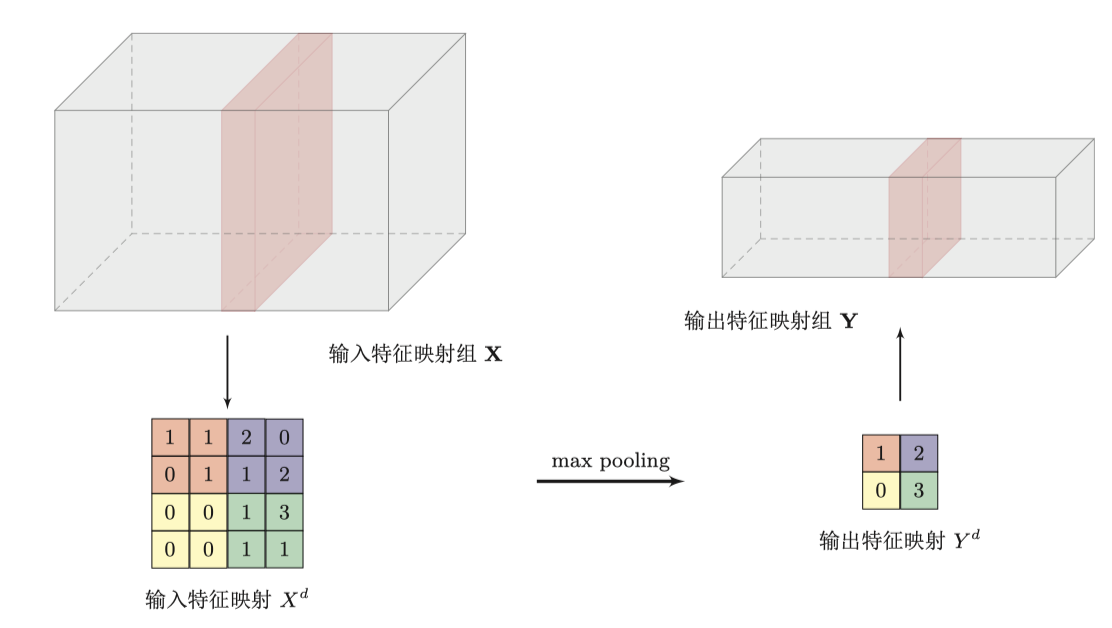 输出特征映射组 Y
输入特征映射组 X
1 1 2 0
0 1 1 2
0 0 1 3
0 0 1 1
max pooling
1 2
0 3
输出特征映射 Y^d
输入特征映射 X^d